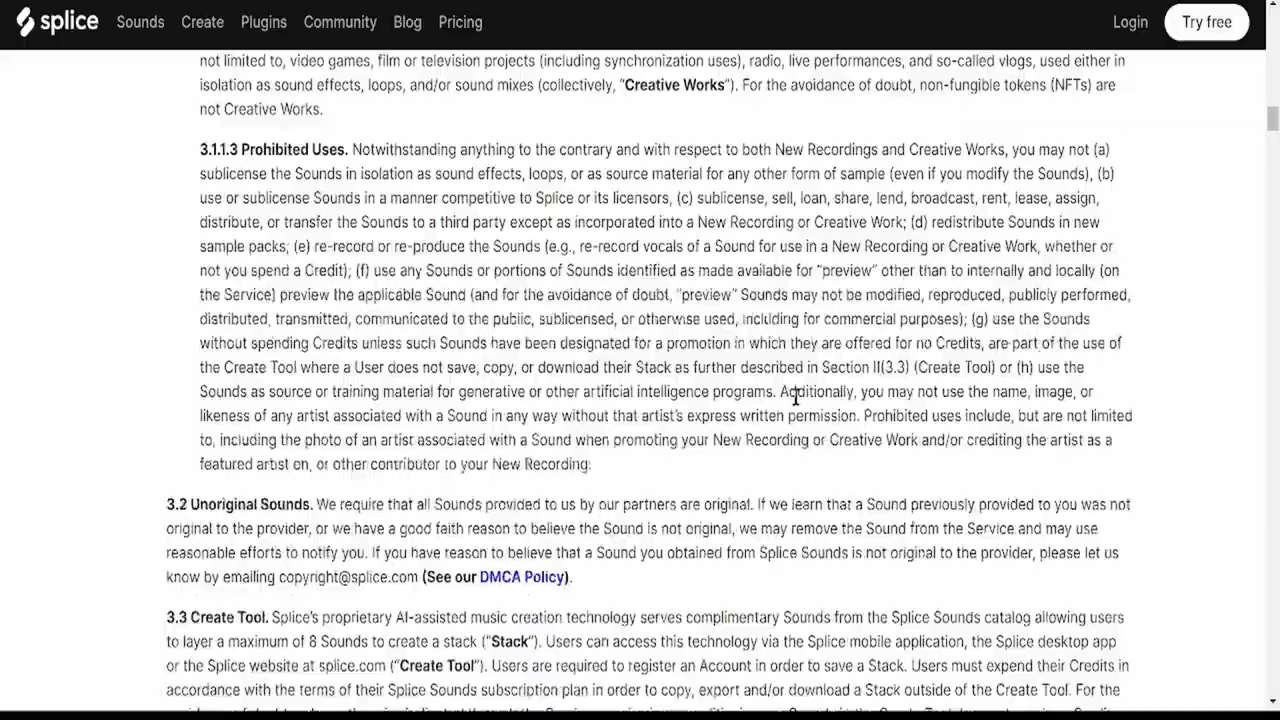 splice Sounds Create Plugins Community Blog Pricing Login Try free
not limited to, video games, film or television projects (including synchronization uses), radio, live performances, and so-called vlogs, used either in
isolation as sound effects, loops, and/or sound mixes (collectively, “Creative Works”). For the avoidance of doubt, non-fungible tokens (NFTs) are
not Creative Works.
3.1.1.3 Prohibited Uses. Notwithstanding anything to the contrary and with respect to both New Recordings and Creative Works, you may not (a)
sublicense the Sounds in isolation as sound effects, loops, or as source material for any other form of sample (even if you modify the Sounds), (b)
use or sublicense Sounds in a manner competitive to Splice or its licensors, (c) sublicense, sell, loan, share, lend, broadcast, rent, lease, assign,
distribute, or transfer the Sounds to a third party except as incorporated into a New Recording or Creative Work; (d) redistribute Sounds in new
sample packs; (e) re-record or re-produce the Sounds (e.g., re-record vocals of a Sound for use in a New Recording or Creative Work, whether or
not you spend a Credit); (f) use any Sounds or portions of Sounds identified as made available for “preview” other than to internally and locally (on
the Service) preview the applicable Sound (and for the avoidance of doubt, “preview” Sounds may not be modified, reproduced, publicly performed,
distributed, transmitted, communicated to the public, sublicensed, or otherwise used, including for commercial purposes); (g) use the Sounds
without spending Credits unless such Sounds have been designated for a promotion in which they are offered for no Credits, are part of the use of
the Create Tool where a User does not save, copy, or download their Stack as further described in Section II(3.3) (Create Tool) or (h) use the
Sounds as source or training material for generative or other artificial intelligence programs. Additionally, you may not use the name, image, or
likeness of any artist associated with a Sound in any way without that artist’s express written permission. Prohibited uses include, but are not limited
to, including the photo of an artist associated with a Sound when promoting your New Recording or Creative Work and/or crediting the artist as a
featured artist on, or other contributor to your New Recording.
3.2 Unoriginal Sounds. We require that all Sounds provided to us by our partners are original. If we learn that a Sound previously provided to you was not
original to the provider, or we have a good faith reason to believe the Sound is not original, we may remove the Sound from the Service and may use
reasonable efforts to notify you. If you have reason to believe that a Sound you obtained from Splice Sounds is not original to the provider, please let us
know by emailing copyright@splice.com (See our DMCA Policy).
3.3 Create Tool. Splice’s proprietary AI-assisted music creation technology serves complimentary Sounds from the Splice Sounds catalog allowing users
to layer a maximum of 8 Sounds to create a stack (“Stack”). Users can access this technology via the Splice mobile application, the Splice desktop app
or the Splice website at splice.com (“Create Tool”). Users are required to register an Account in order to save a Stack. Users must expend their Credits in
accordance with the terms of their Splice Sounds subscription plan in order to copy, export and/or download a Stack outside of the Create Tool. For the